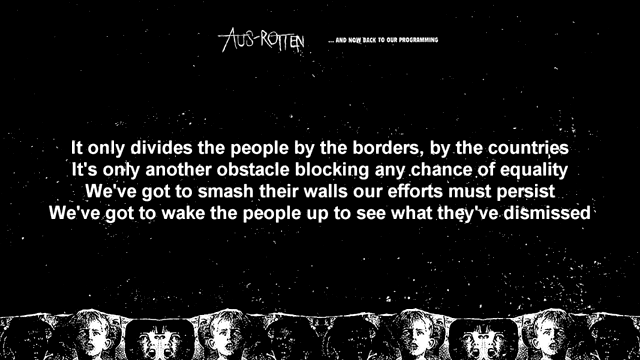 AUS-ROTTEN
...AND NOW BACK TO OUR PROGRAMMING
It only divides the people by the borders, by the countries
It's only another obstacle blocking any chance of equality
We've got to smash their walls our efforts must persist
We've got to wake the people up to see what they've dismissed